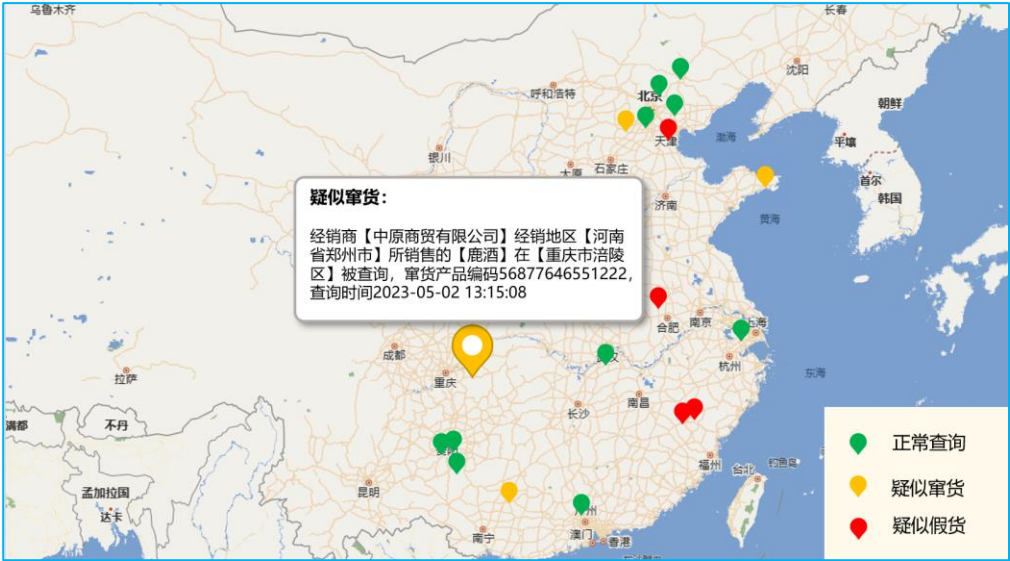 乌鲁木齐
长春
沈阳
呼和浩特
北京
朝鲜
天津
渤海
平壤
银川
太原
石家庄
首尔
韩国
济南
黄海
疑似窜货：
经销商【中原商贸有限公司】经销地区【河南
省郑州市】所销售的【鹿酒】在【重庆市涪陵
区】被查询，窜货产品编码56877646551222，
查询时间2023-05-02 13:15:08
合肥
南京
上海
成都
杭州
拉萨
重庆
东海
南昌
长沙
满都
不丹
福州
台北
钓鱼岛
孟加拉国
达卡
昆明
南宁
澳门
香港
正常查询
疑似窜货
疑似假货